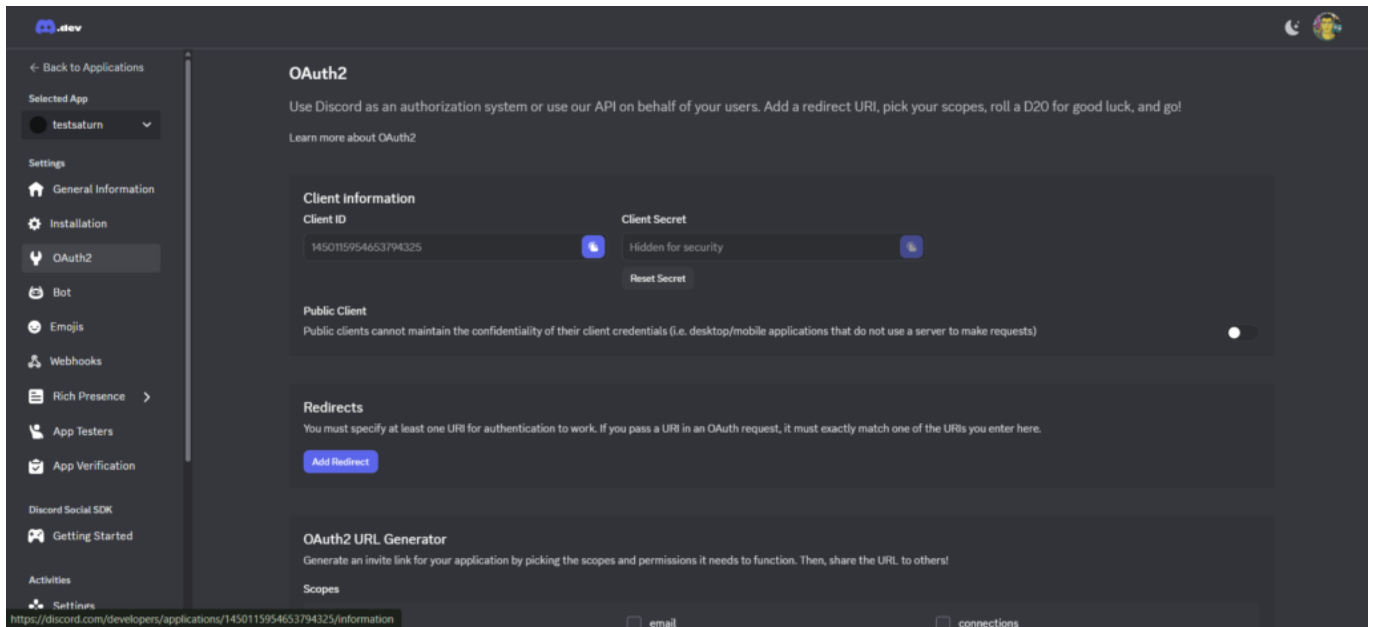 .dev
← Back to Applications
Selected App
testsaturn
Settings
General Information
Installation
OAuth2
Bot
Emojis
Webhooks
Rich Presence
App Testers
App Verification
Discord Social SDK
Getting Started
Activities
Settings
https://discord.com/developers/applications/1450115954653794325/information
OAuth2
Use Discord as an authorization system or use our API on behalf of your users. Add a redirect URI, pick your scopes, roll a D20 for good luck, and go!
Learn more about OAuth2
Client information
Client ID
Client Secret
1450115954653794325
Hidden for security
Reset Secret
Public Client
Public clients cannot maintain the confidentiality of their client credentials (i.e. desktop/mobile applications that do not use a server to make requests)
Redirects
You must specify at least one URI for authentication to work. If you pass a URI in an OAuth request, it must exactly match one of the URIs you enter here.
Add Redirect
OAuth2 URL Generator
Generate an invite link for your application by picking the scopes and permissions it needs to function. Then, share the URL to others!
Scopes
email
connections